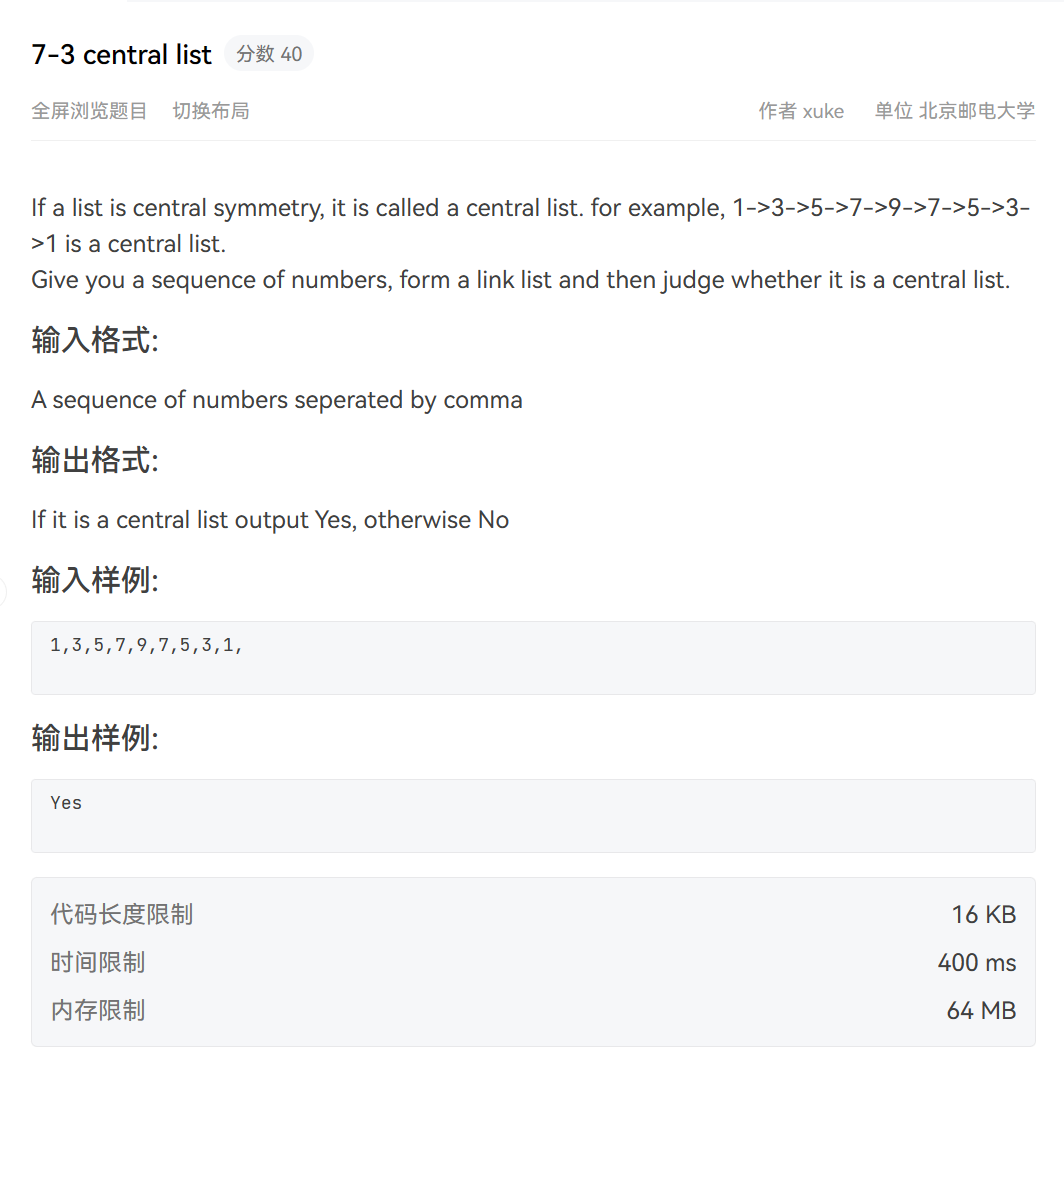 7-3 central list 分数 40
全屏浏览题目 切换布局 作者 xuke 单位 北京邮电大学
If a list is central symmetry, it is called a central list. for example, 1->3->5->7->9->7->5->3-
>1 is a central list.
Give you a sequence of numbers, form a link list and then judge whether it is a central list.
输入格式:
A sequence of numbers seperated by comma
输出格式:
If it is a central list output Yes, otherwise No
输入样例:
1,3,5,7,9,7,5,3,1,
输出样例:
Yes
代码长度限制 16 KB
时间限制 400 ms
内存限制 64 MB